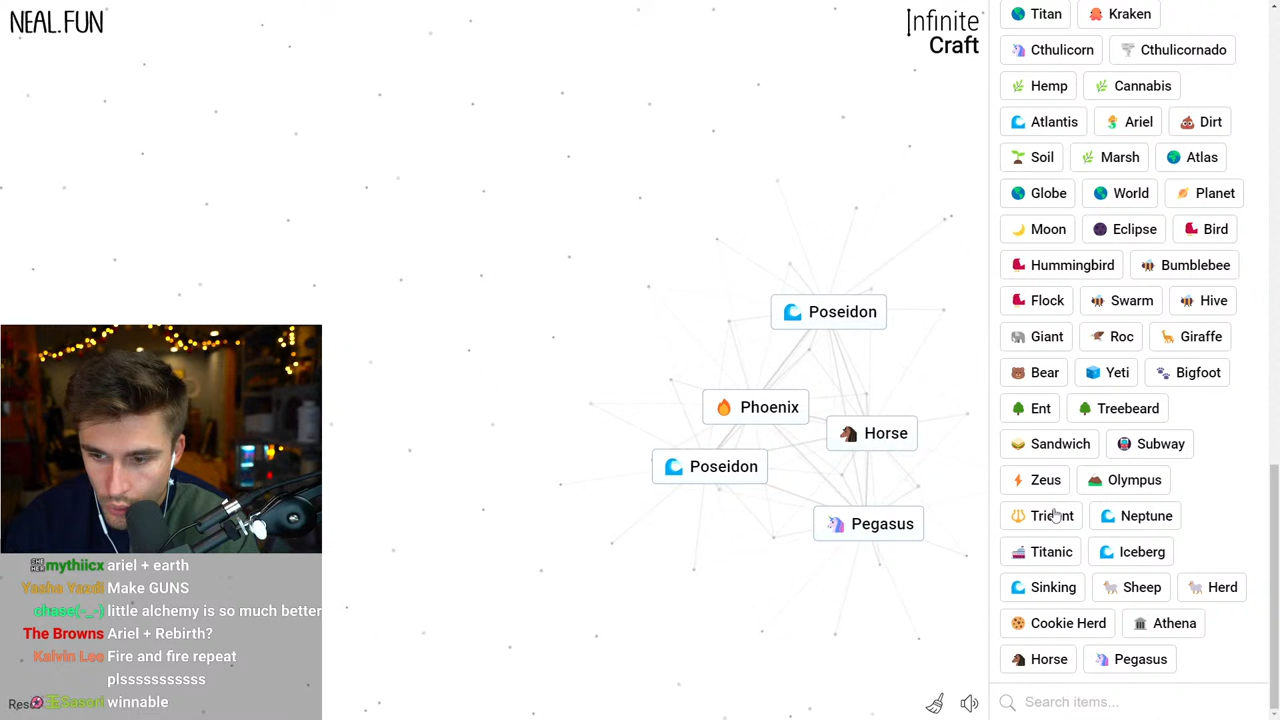 NEAL.FUN
Infinite
Craft
Poseidon
Phoenix
Horse
Poseidon
Pegasus
mythiicx ariel + earth
Make GUNS
chase(-_-) little alchemy is so much better
The Browns Ariel + Rebirth?
Kalvin Loo Fire and fire repeat
plsssssssssss
winnable
Titan Kraken
Cthulicorn Cthulicornado
Hemp Cannabis
Atlantis Ariel Dirt
Soil Marsh Atlas
Globe World Planet
Moon Eclipse Bird
Hummingbird Bumblebee
Flock Swarm Hive
Giant Roc Giraffe
Bear Yeti Bigfoot
Ent Treebeard
Sandwich Subway
Zeus Olympus
Trident Neptune
Titanic Iceberg
Sinking Sheep Herd
Cookie Herd Athena
Horse Pegasus
Search items...